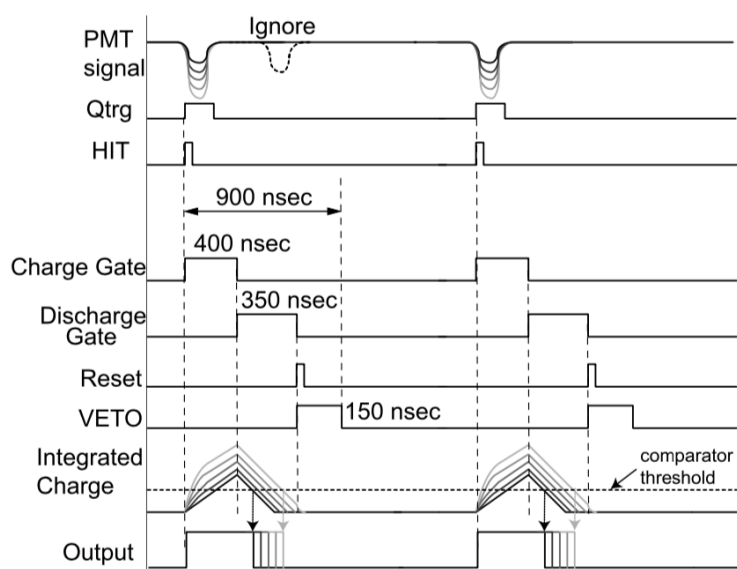 PMT
signal
Ignore
Qtrg
HIT
900 nsec
400 nsec
Charge Gate
350 nsec
Discharge
Gate
Reset
VETO
150 nsec
Integrated
Charge
comparator
threshold
Output